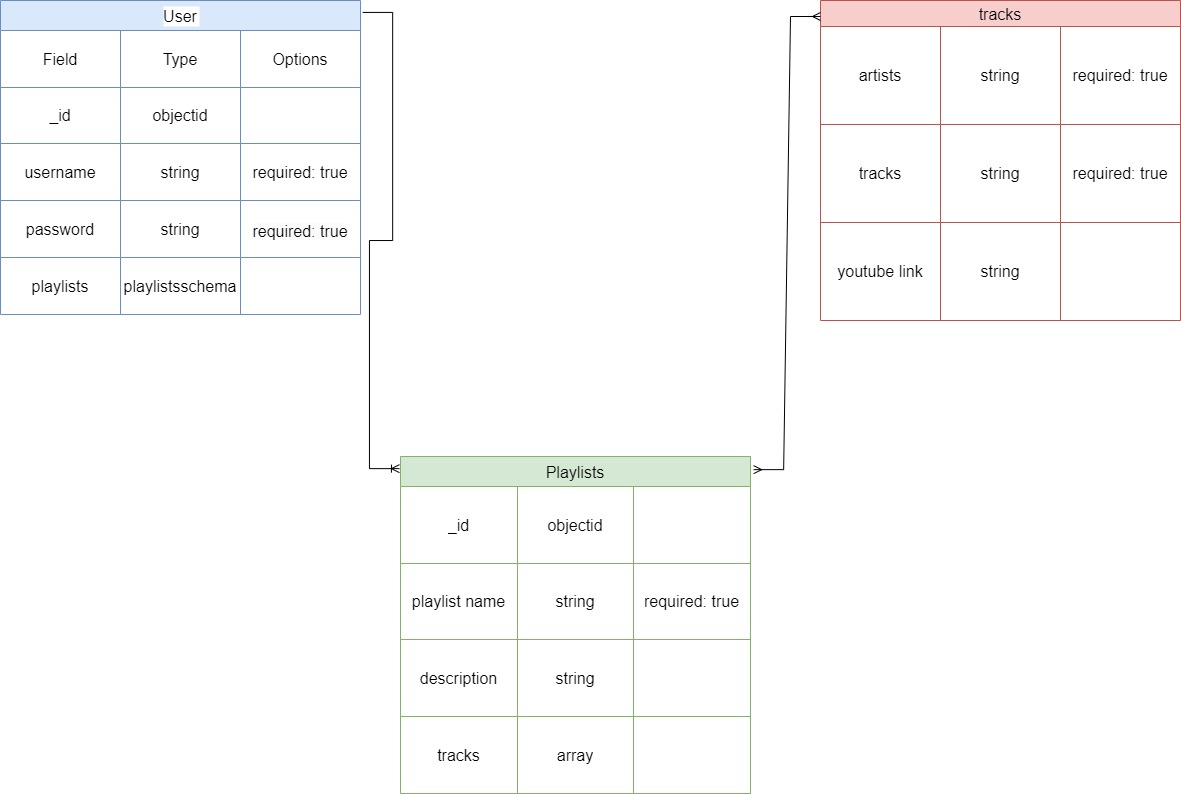 User
Field Type Options
_id objectid
username string required: true
password string required: true
playlists playlistsschema
tracks
artists string required: true
tracks string required: true
youtube link string
Playlists
_id objectid
playlist name string required: true
description string
tracks array